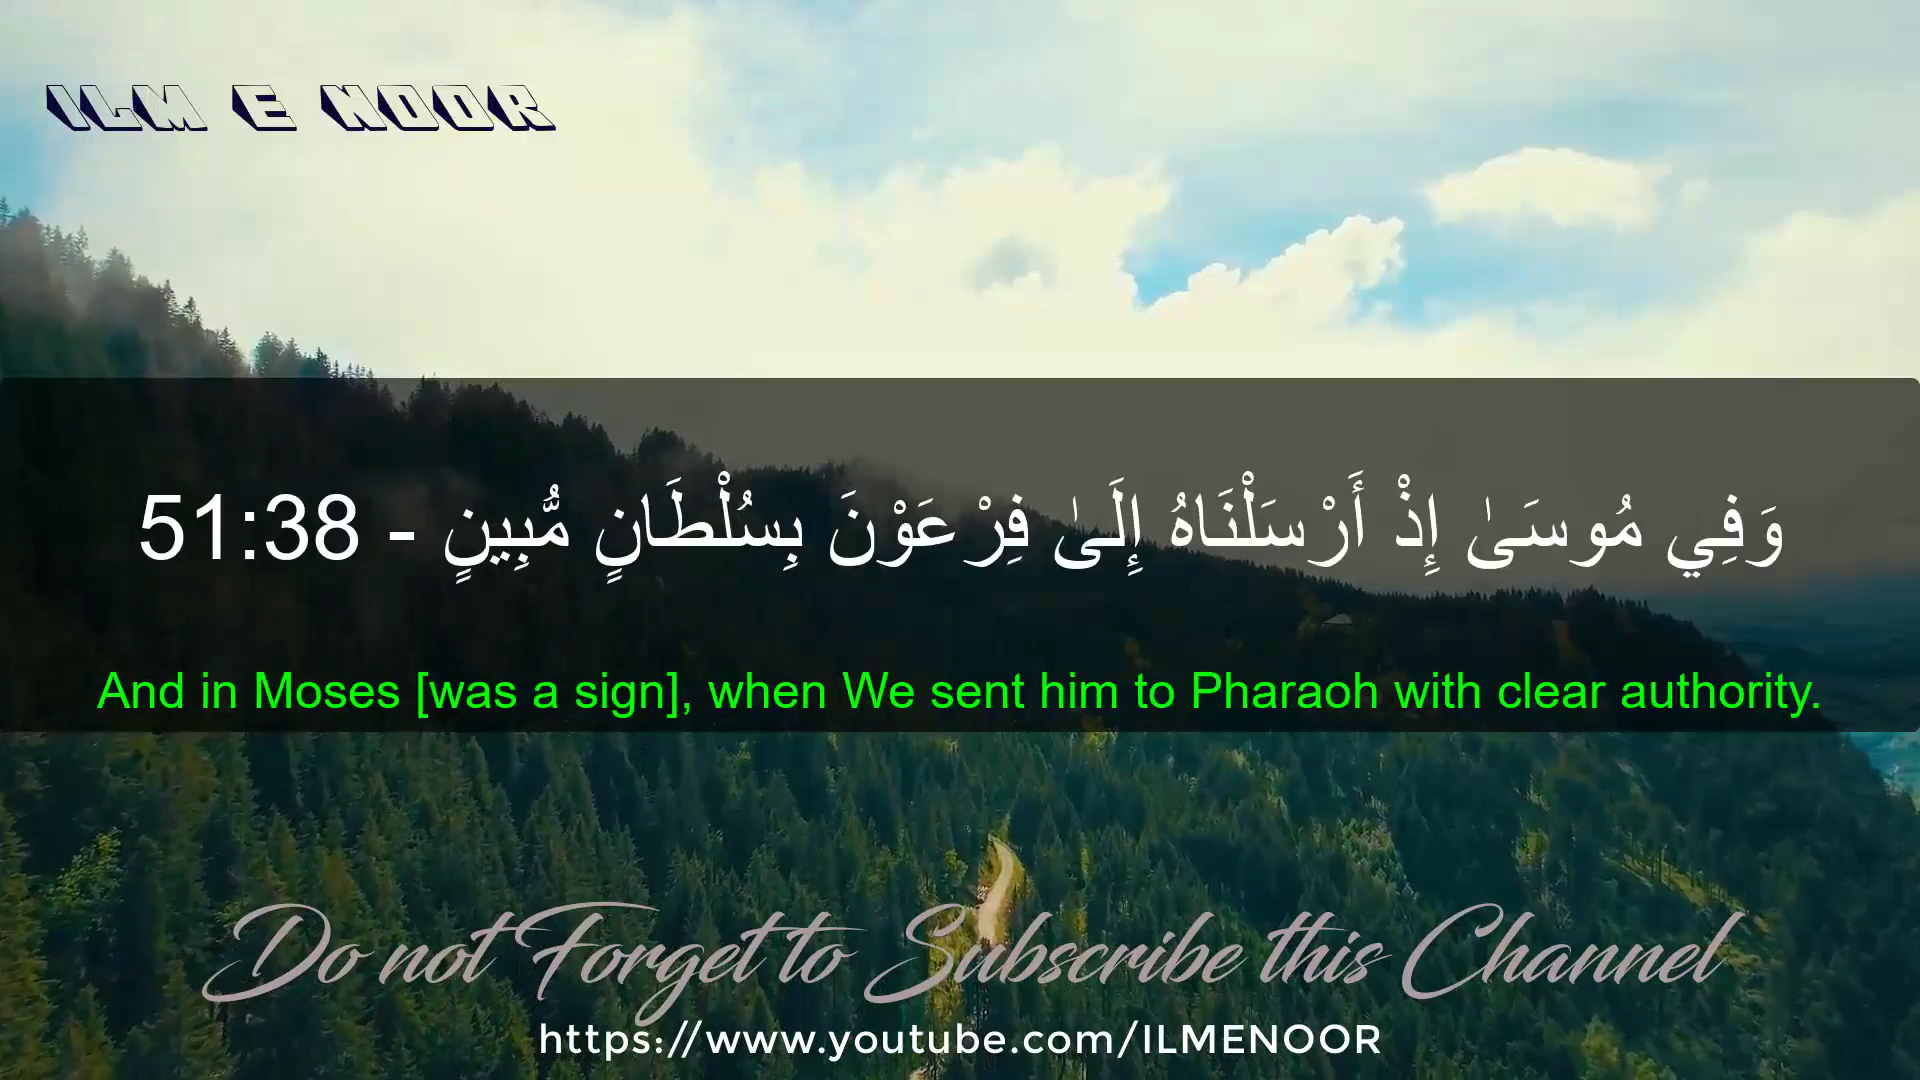 ILM E NOOR
وَفِي مُوسَىٰ إِذْ أَرْسَلْنَاهُ إِلَىٰ فِرْعَوْنَ بِسُلْطَانٍ مُّبِينٍ - 51:38
And in Moses [was a sign], when We sent him to Pharaoh with clear authority.
Do not Forget to Subscribe this Channel
https://www.youtube.com/ILMENOOR